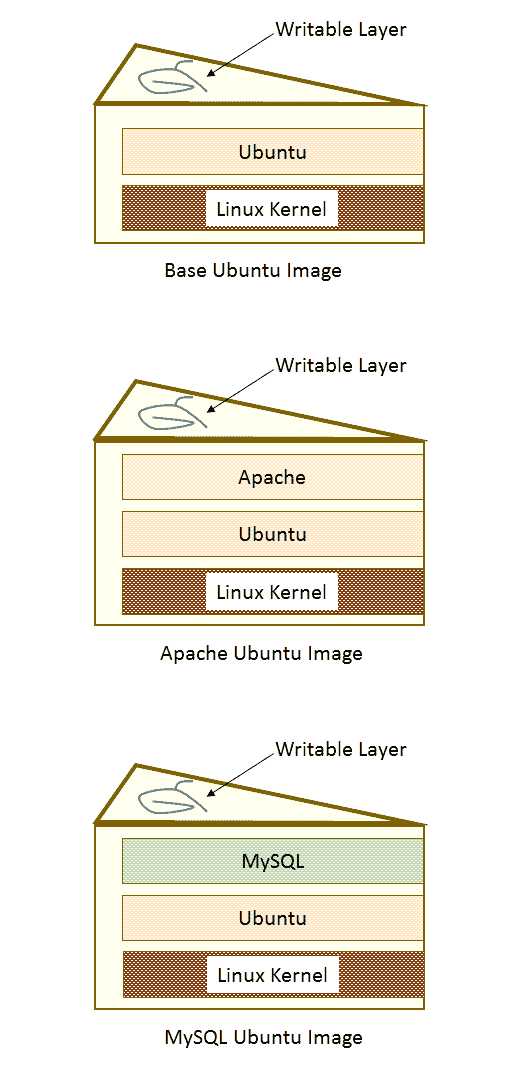 Writable Layer
Ubuntu
Linux Kernel
Base Ubuntu Image
Writable Layer
Apache
Ubuntu
Linux Kernel
Apache Ubuntu Image
Writable Layer
MySQL
Ubuntu
Linux Kernel
MySQL Ubuntu Image